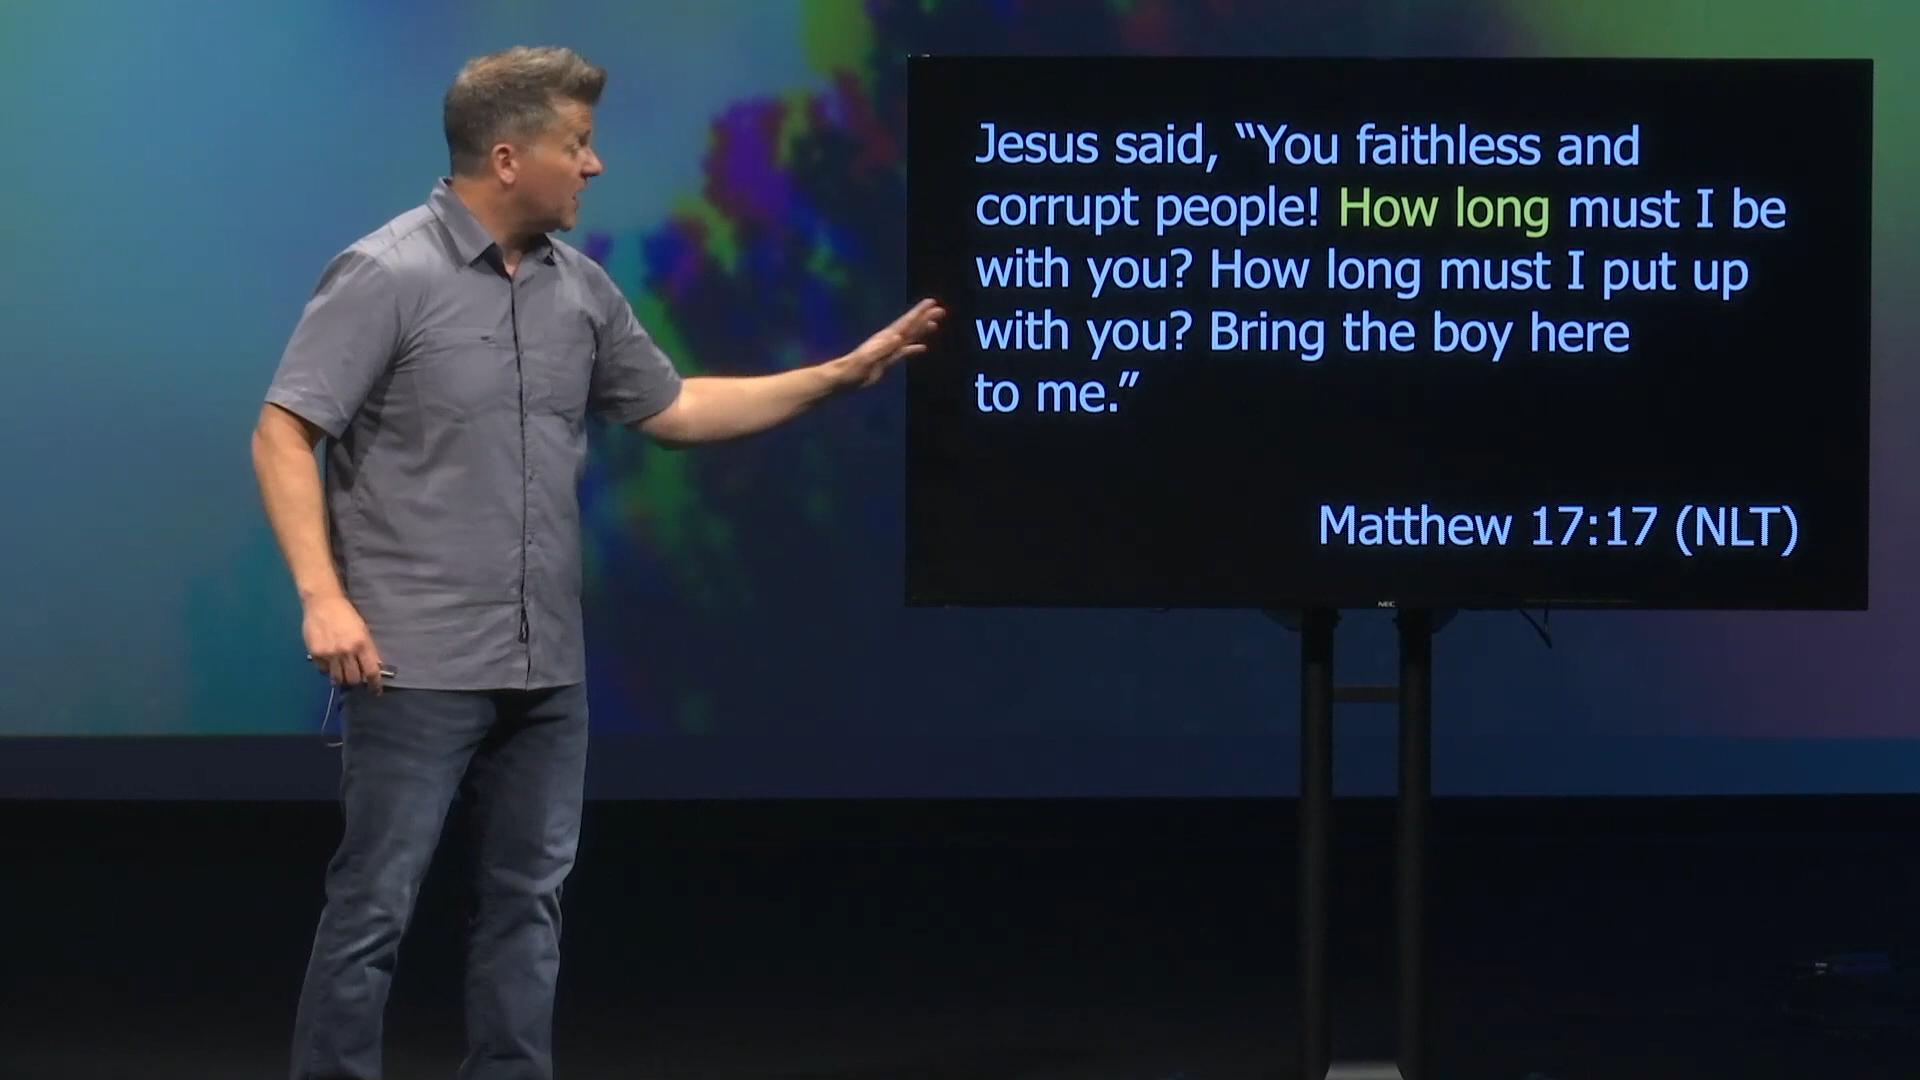 Jesus said, “You faithless and
corrupt people! How long must I be
with you? How long must I put up
with you? Bring the boy here
to me.”
Matthew 17:17 (NLT)
NEC